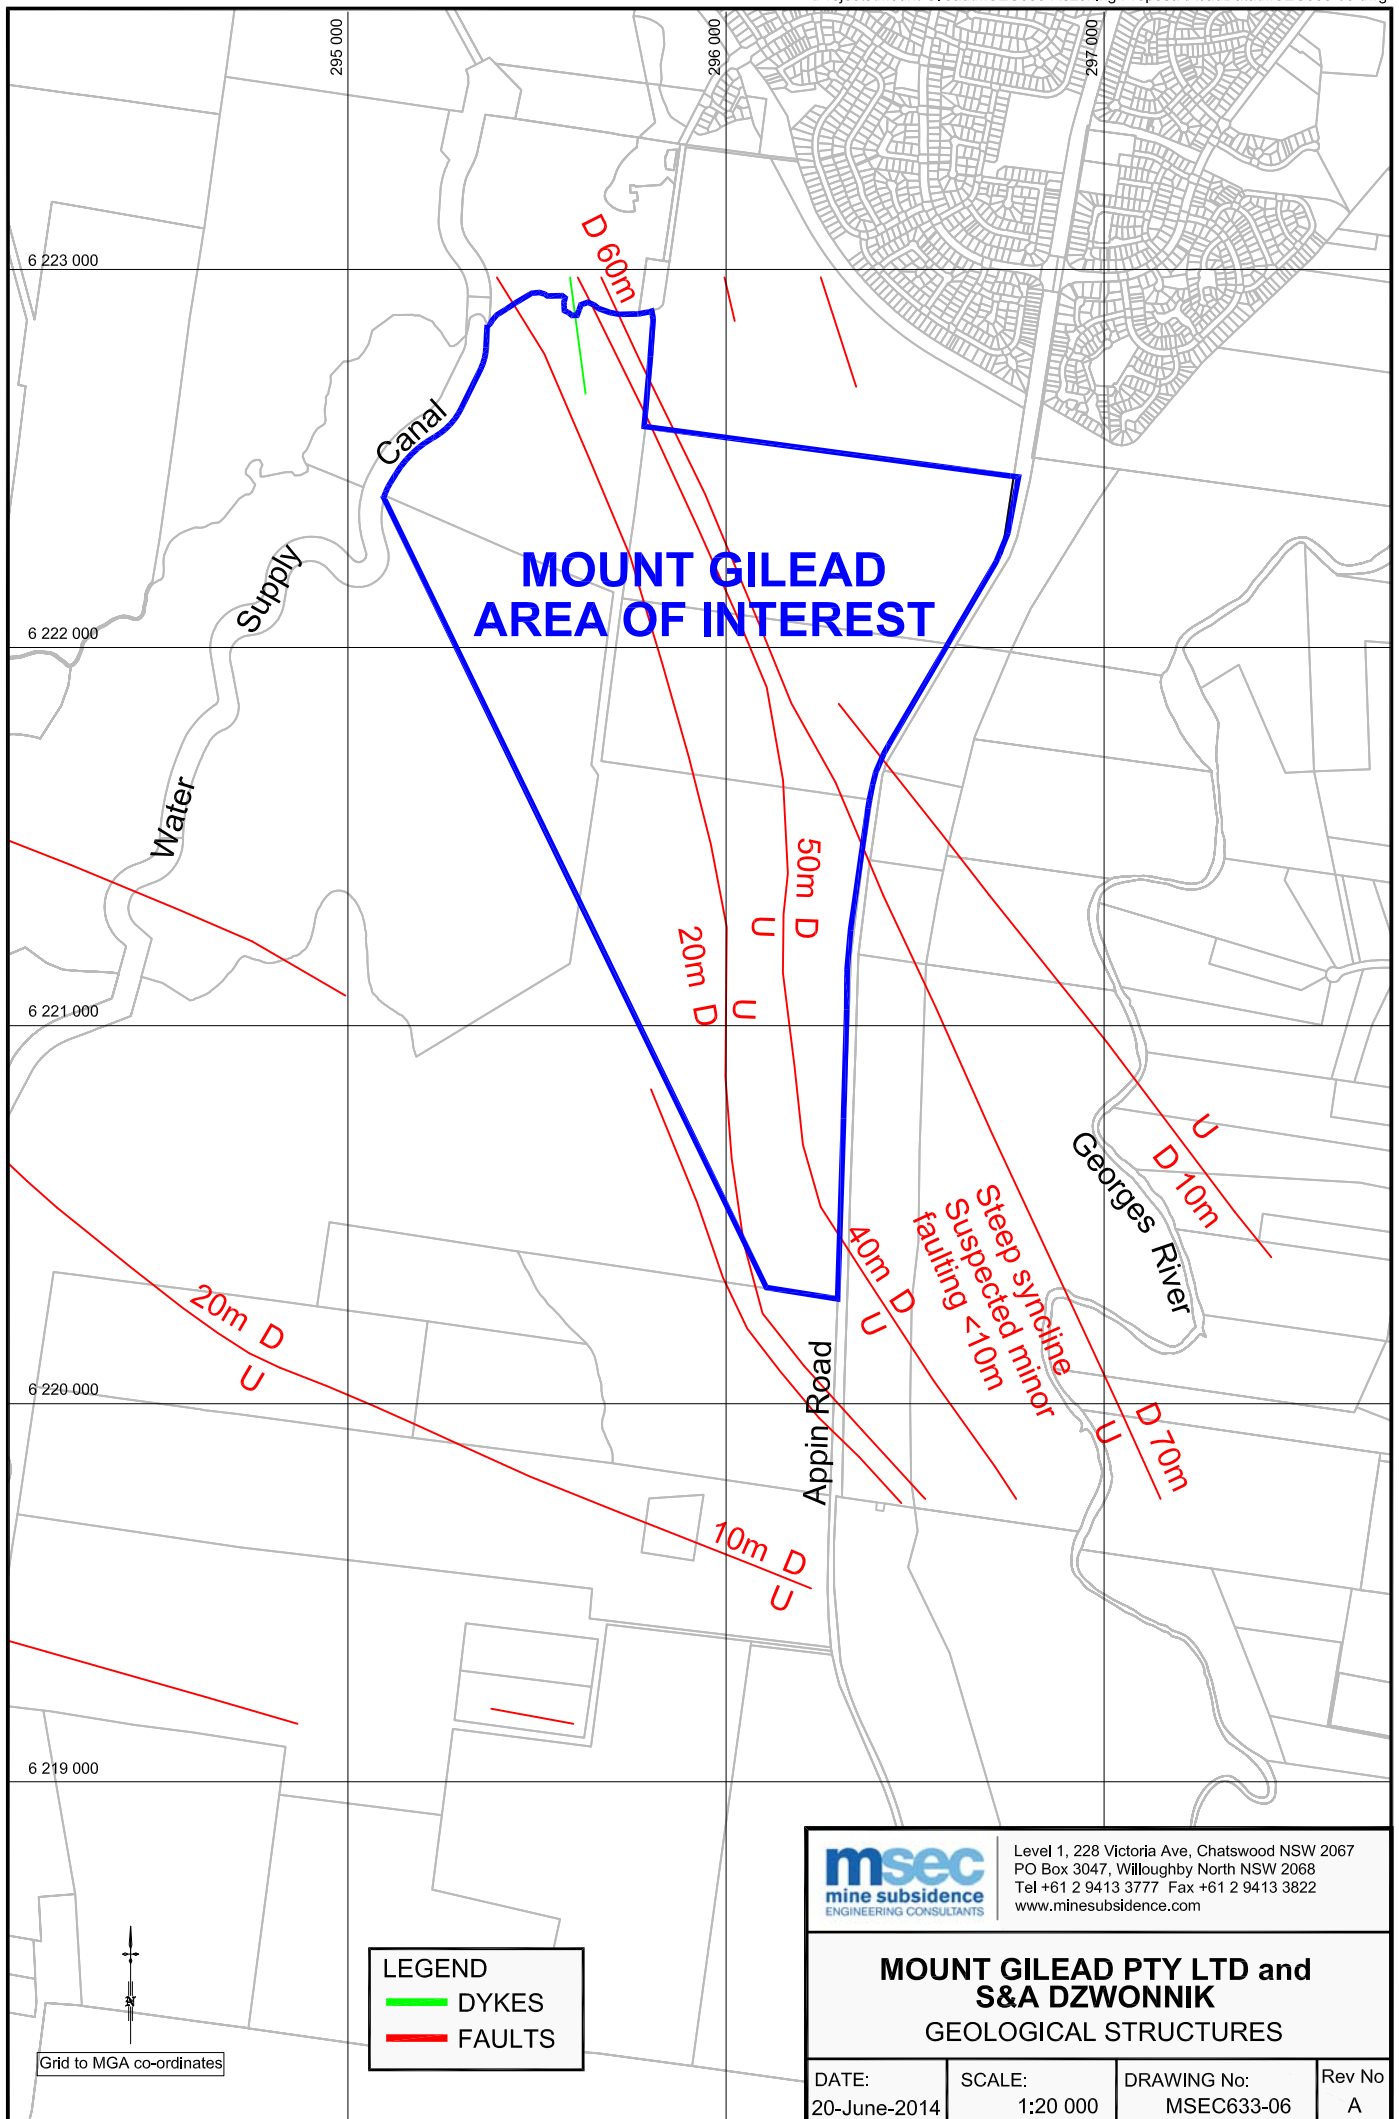 295 000
296 000
297 000
D 60m
6 223 000
Canal
MOUNT GILEAD
AREA OF INTEREST
Supply
6 222 000
Water
50m D
U
20m D
U
6 221 000
U
D 10m
Georges River
Steep syncline
Suspected minor
faulting <10m
40m D
U
20m D
U
Appin Road
6 220 000
D 70m
U
10m D
U
6 219 000
msec
mine subsidence
ENGINEERING CONSULTANTS
Level 1, 228 Victoria Ave, Chatswood NSW 2067
PO Box 3047, Willoughby North NSW 2068
Tel +61 2 9413 3777 Fax +61 2 9413 3822
www.minesubsidence.com
LEGEND
DYKES
FAULTS
N
Grid to MGA co-ordinates
MOUNT GILEAD PTY LTD and
S&A DZWONNIK
GEOLOGICAL STRUCTURES
DATE:
20-June-2014
SCALE:
1:20 000
DRAWING No:
MSEC633-06
Rev No
A